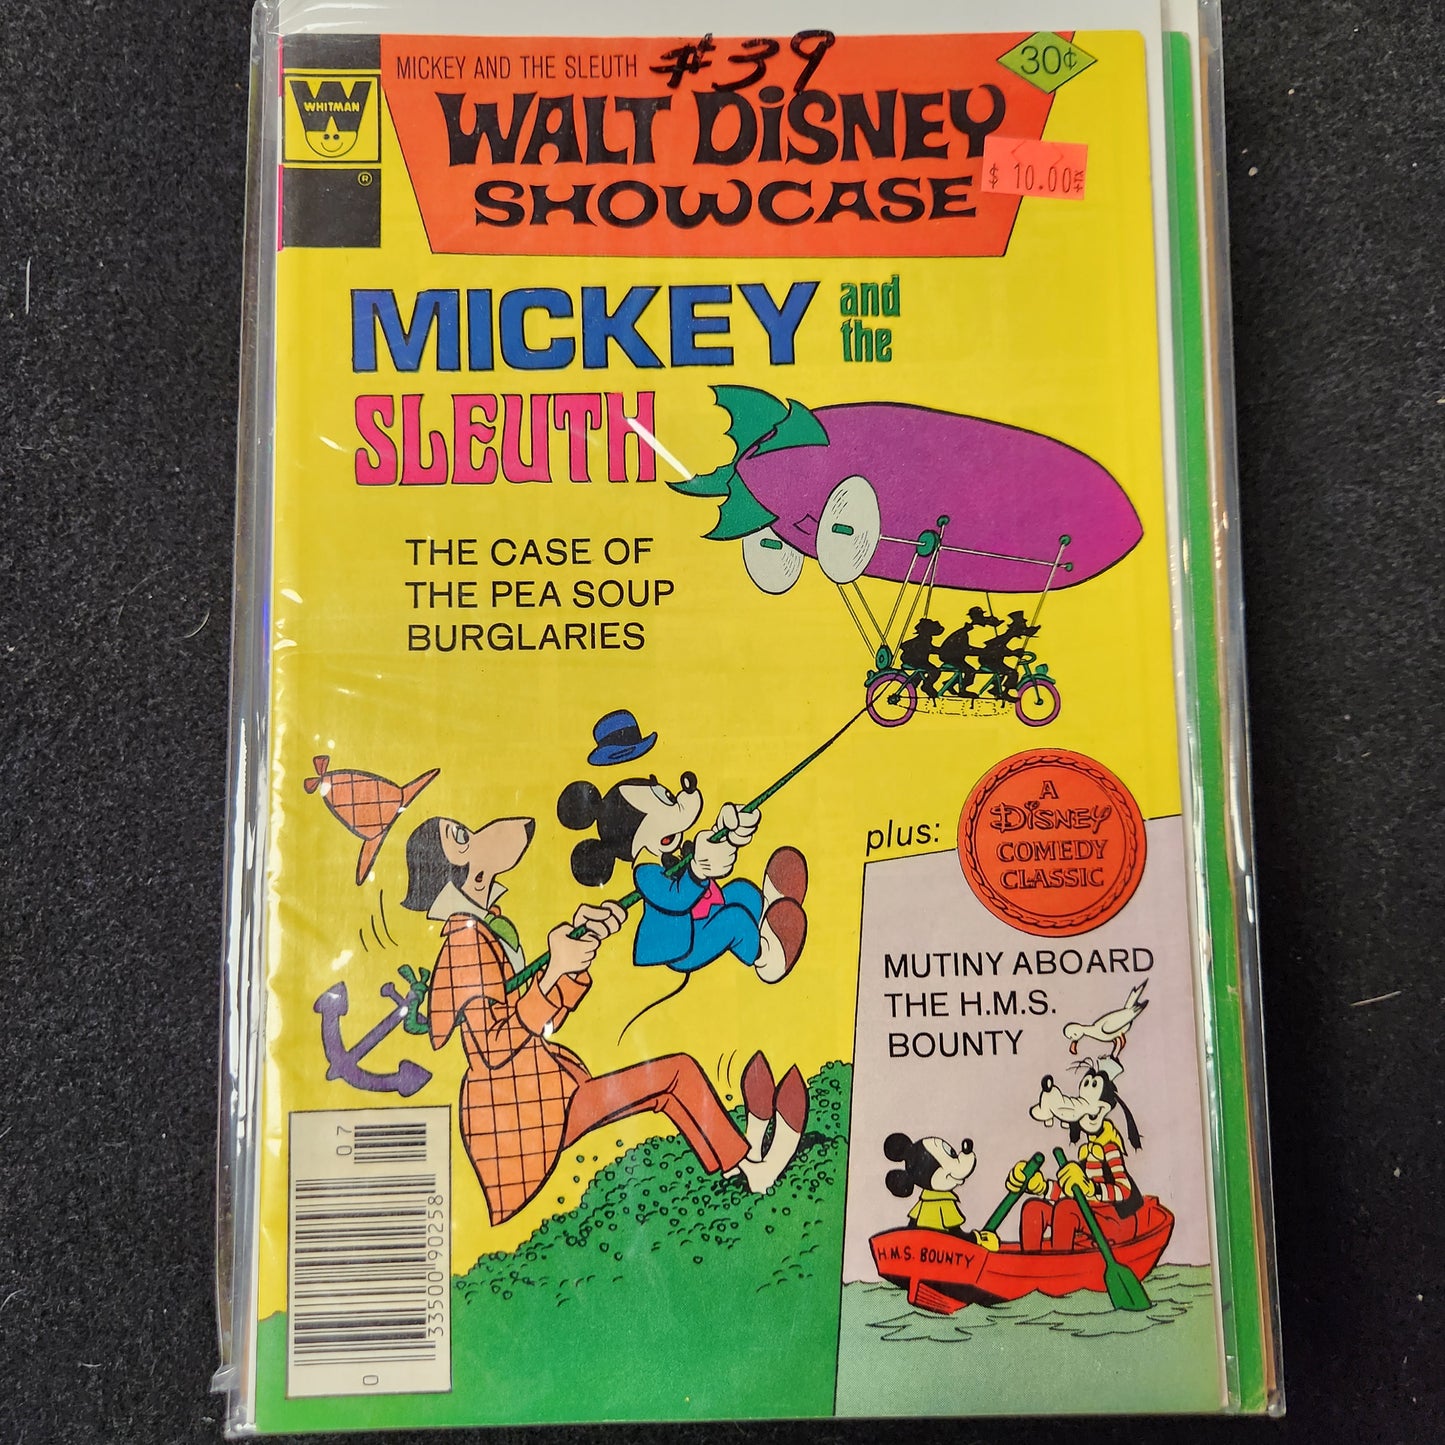 #39
MICKEY AND THE SLEUTH
30¢
WHITMAN
®
WALT DISNEY
SHOWCASE
$ 10.00
MICKEY and the
SLEUTH
THE CASE OF
THE PEA SOUP
BURGLARIES
plus:
A
DISNEY
COMEDY
CLASSIC
MUTINY ABOARD
THE H.M.S.
BOUNTY
H.M.S. BOUNTY
07
33500 90258
0